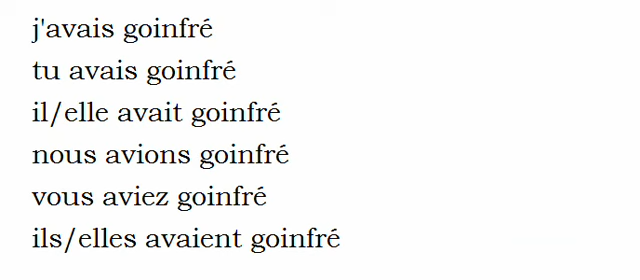 j'avais goinfré
tu avais goinfré
il/elle avait goinfré
nous avions goinfré
vous aviez goinfré
ils/elles avaient goinfré